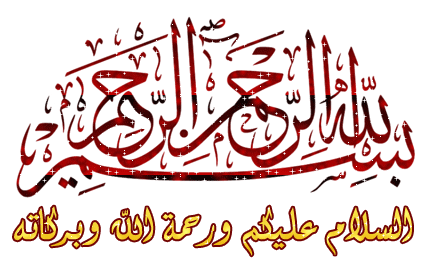 بسم الله الرحمن الرحيم
السلام عليكم ورحمة الله وبركاته